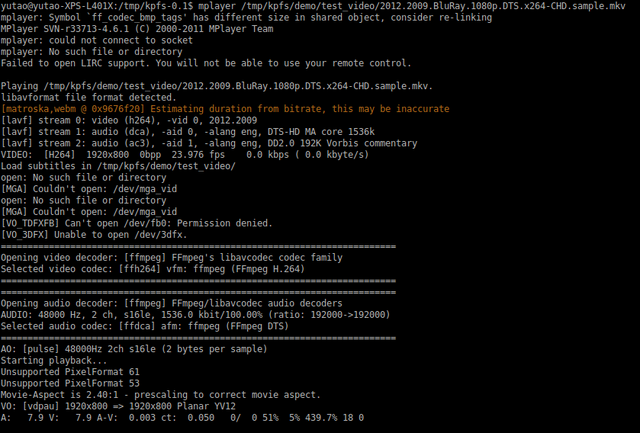 yutao@yutao-XPS-L401X:/tmp/kpfs-0.1$ mplayer /tmp/kpfs/demo/test_video/2012.2009.BluRay.1080p.DTS.x264-CHD.sample.mkv
mplayer: Symbol `ff_codec_bmp_tags' has different size in shared object, consider re-linking
MPlayer SVN-r33713-4.6.1 (C) 2000-2011 MPlayer Team
mplayer: could not connect to socket
mplayer: No such file or directory
Failed to open LIRC support. You will not be able to use your remote control.
Playing /tmp/kpfs/demo/test_video/2012.2009.BluRay.1080p.DTS.x264-CHD.sample.mkv.
libavformat file format detected.
[matroska,webm @ 0x9676f20] Estimating duration from bitrate, this may be inaccurate
[lavf] stream 0: video (h264), -vid 0, 2012.2009
[lavf] stream 1: audio (dca), -aid 0, -alang eng, DTS-HD MA core 1536k
[lavf] stream 2: audio (ac3), -aid 1, -alang eng, DD2.0 192K Vorbis commentary
VIDEO:  [H264]  1920x800  0bpp  23.976 fps    0.0 kbps ( 0.0 kbyte/s)
Load subtitles in /tmp/kpfs/demo/test_video/
open: No such file or directory
[MGA] Couldn't open: /dev/mga_vid
open: No such file or directory
[MGA] Couldn't open: /dev/mga_vid
[VO_TDFXFB] Can't open /dev/fb0: Permission denied.
[VO_3DFX] Unable to open /dev/3dfx.
==========================================================================
Opening video decoder: [ffmpeg] FFmpeg's libavcodec codec family
Selected video codec: [ffh264] vfm: ffmpeg (FFmpeg H.264)
==========================================================================
==========================================================================
Opening audio decoder: [ffmpeg] FFmpeg/libavcodec audio decoders
AUDIO: 48000 Hz, 2 ch, s16le, 1536.0 kbit/100.00% (ratio: 192000->192000)
Selected audio codec: [ffdca] afm: ffmpeg (FFmpeg DTS)
==========================================================================
AO: [pulse] 48000Hz 2ch s16le (2 bytes per sample)
Starting playback...
Unsupported PixelFormat 61
Unsupported PixelFormat 53
Movie-Aspect is 2.40:1 - prescaling to correct movie aspect.
VO: [vdpau] 1920x800 => 1920x800 Planar YV12
A:   7.9 V:   7.9 A-V:  0.003 ct:  0.050   0/  0 51%  5% 439.7% 18 0